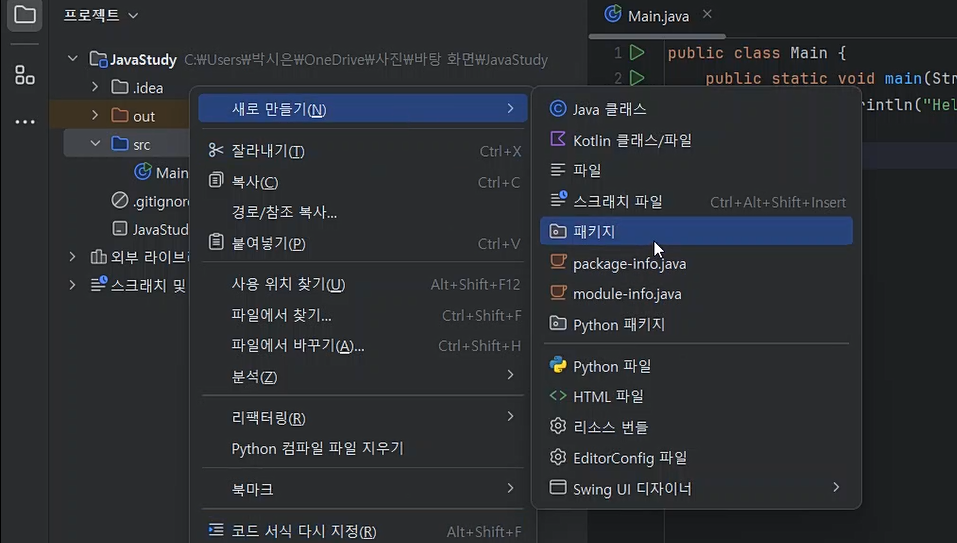 프로젝트
JavaStudy C:₩Users₩박시은₩OneDrive₩사진₩바탕 화면₩JavaStudy
.idea
out
src
Main
.gitignore
JavaStud
외부 라이브러
스크래치 및
새로 만들기(N)
잘라내기(T) Ctrl+X
복사(C) Ctrl+C
경로/참조 복사...
붙여넣기(P) Ctrl+V
사용 위치 찾기(U) Alt+Shift+F12
파일에서 찾기... Ctrl+Shift+F
파일에서 바꾸기(A)... Ctrl+Shift+H
분석(Z)
리팩터링(R)
Python 컴파일 파일 지우기
북마크
코드 서식 다시 지정(R) Alt+Shift+F
Java 클래스
Kotlin 클래스/파일
파일
스크래치 파일 Ctrl+Alt+Shift+Insert
패키지
package-info.java
module-info.java
Python 패키지
Python 파일
HTML 파일
리소스 번들
EditorConfig 파일
Swing UI 디자이너
Main.java
1 public class Main {
2 public static void main(Str
rintln("Hel